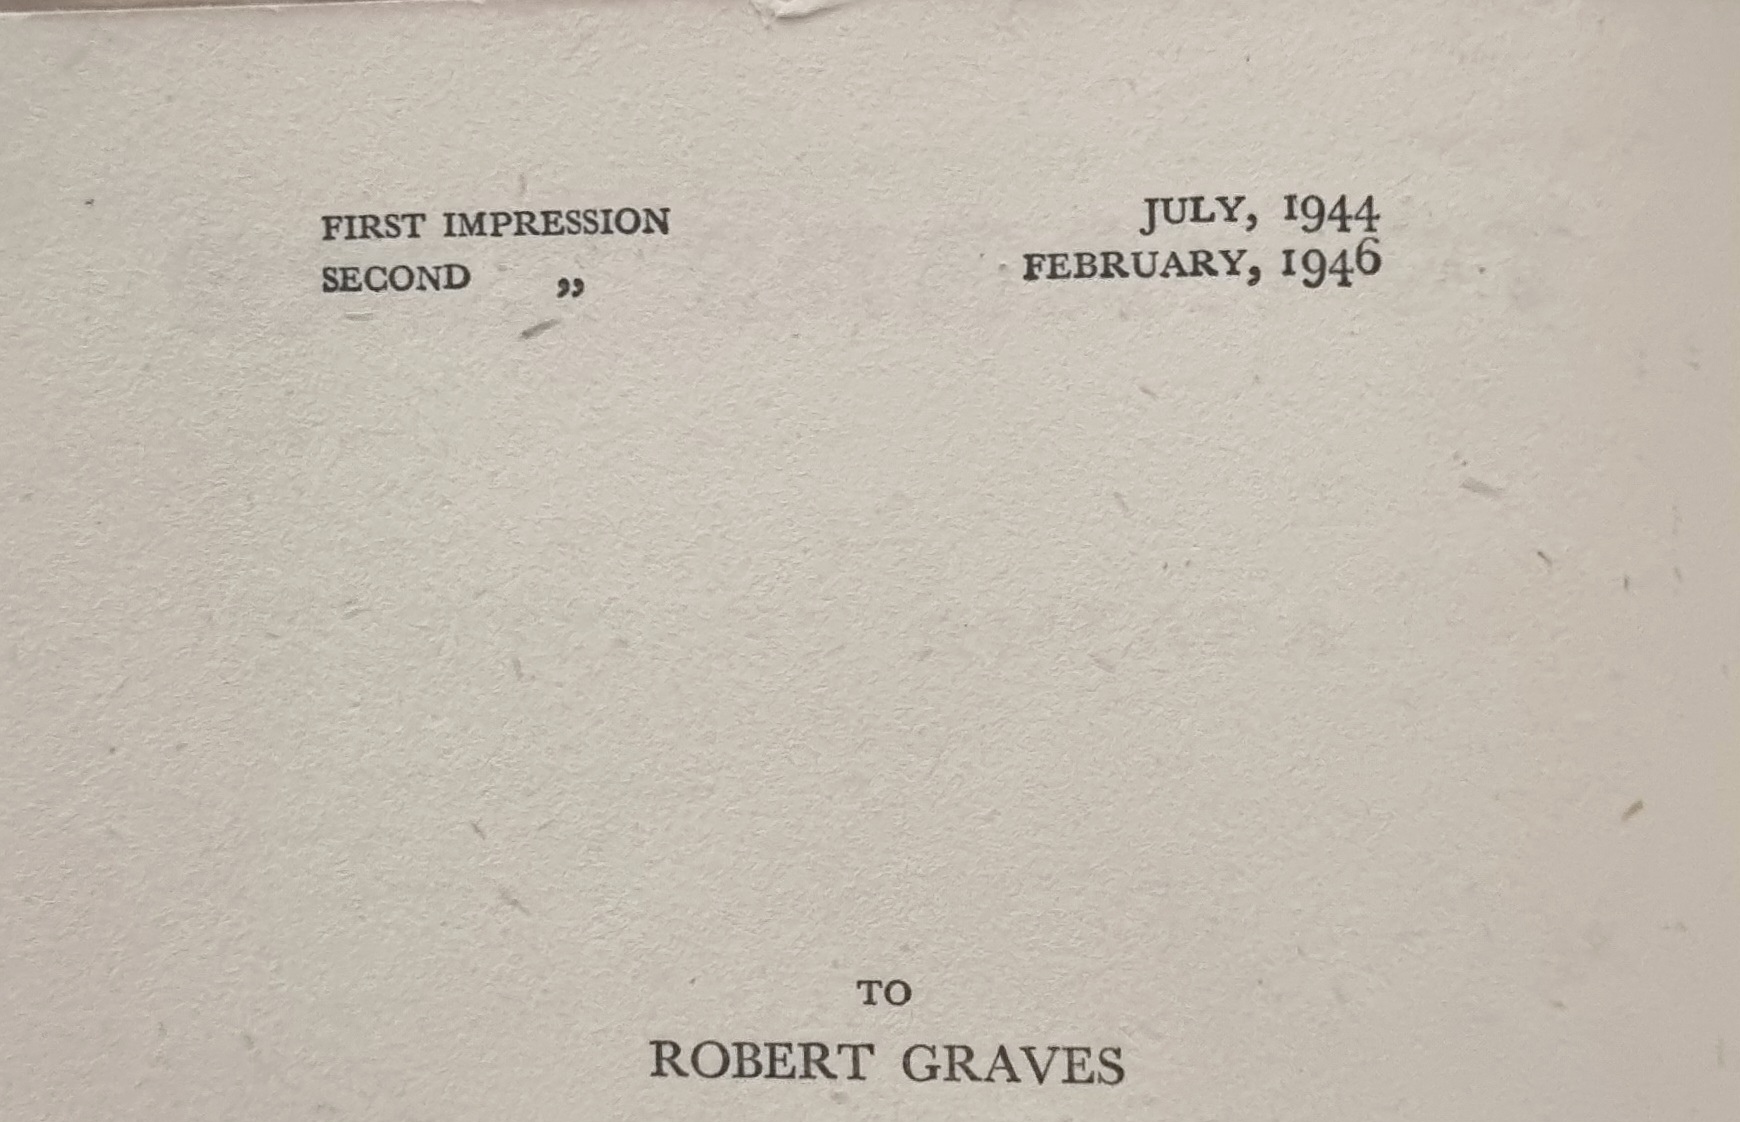 FIRST IMPRESSION JULY, 1944
SECOND „ FEBRUARY, 1946
TO
ROBERT GRAVES